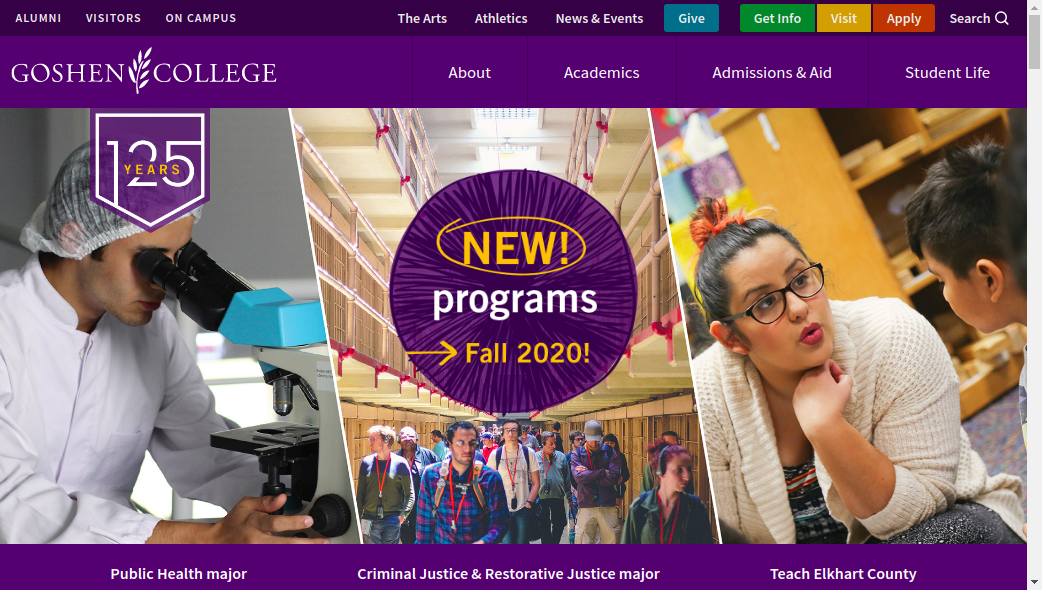 ALUMNI VISITORS ON CAMPUS The Arts Athletics News & Events Give Get Info Visit Apply Search
GOSHEN COLLEGE About Academics Admissions & Aid Student Life
125
YEARS
NEW!
programs
Fall 2020!
Public Health major Criminal Justice & Restorative Justice major Teach Elkhart County